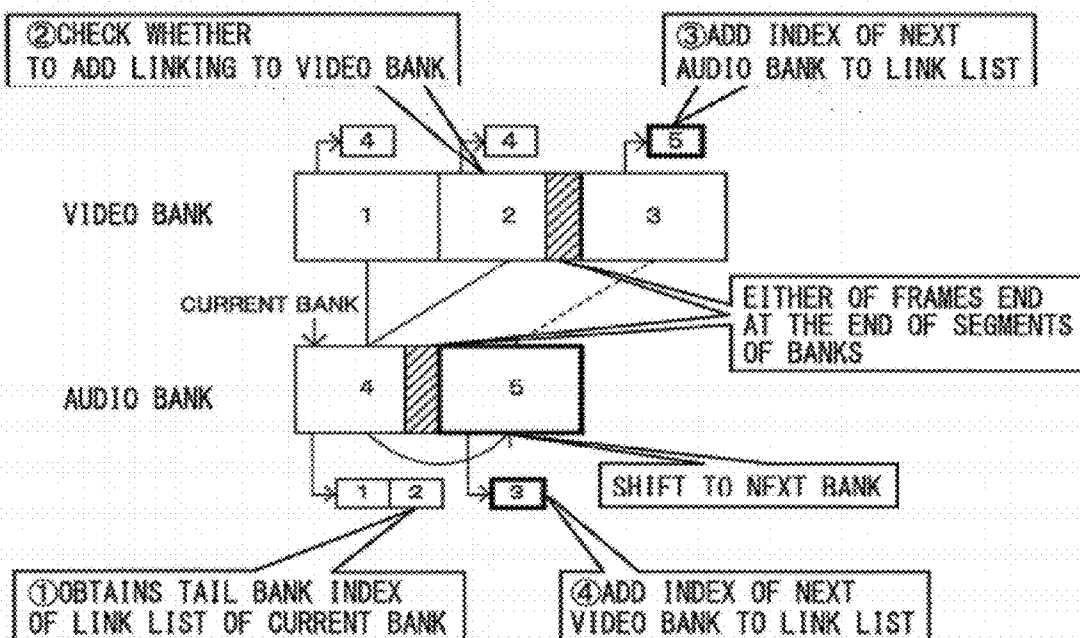 ②CHECK WHETHER
TO ADD LINKING TO VIDEO BANK
③ADD INDEX OF NEXT
AUDIO BANK TO LINK LIST
4
4
5
VIDEO BANK
1
2
3
CURRENT BANK
EITHER OF FRAMES END
AT THE END OF SEGMENTS
OF BANKS
AUDIO BANK
4
5
SHIFT TO NEXT BANK
1
2
3
①OBTAINS TAIL BANK INDEX
OF LINK LIST OF CURRENT BANK
④ADD INDEX OF NEXT
VIDEO BANK TO LINK LIST